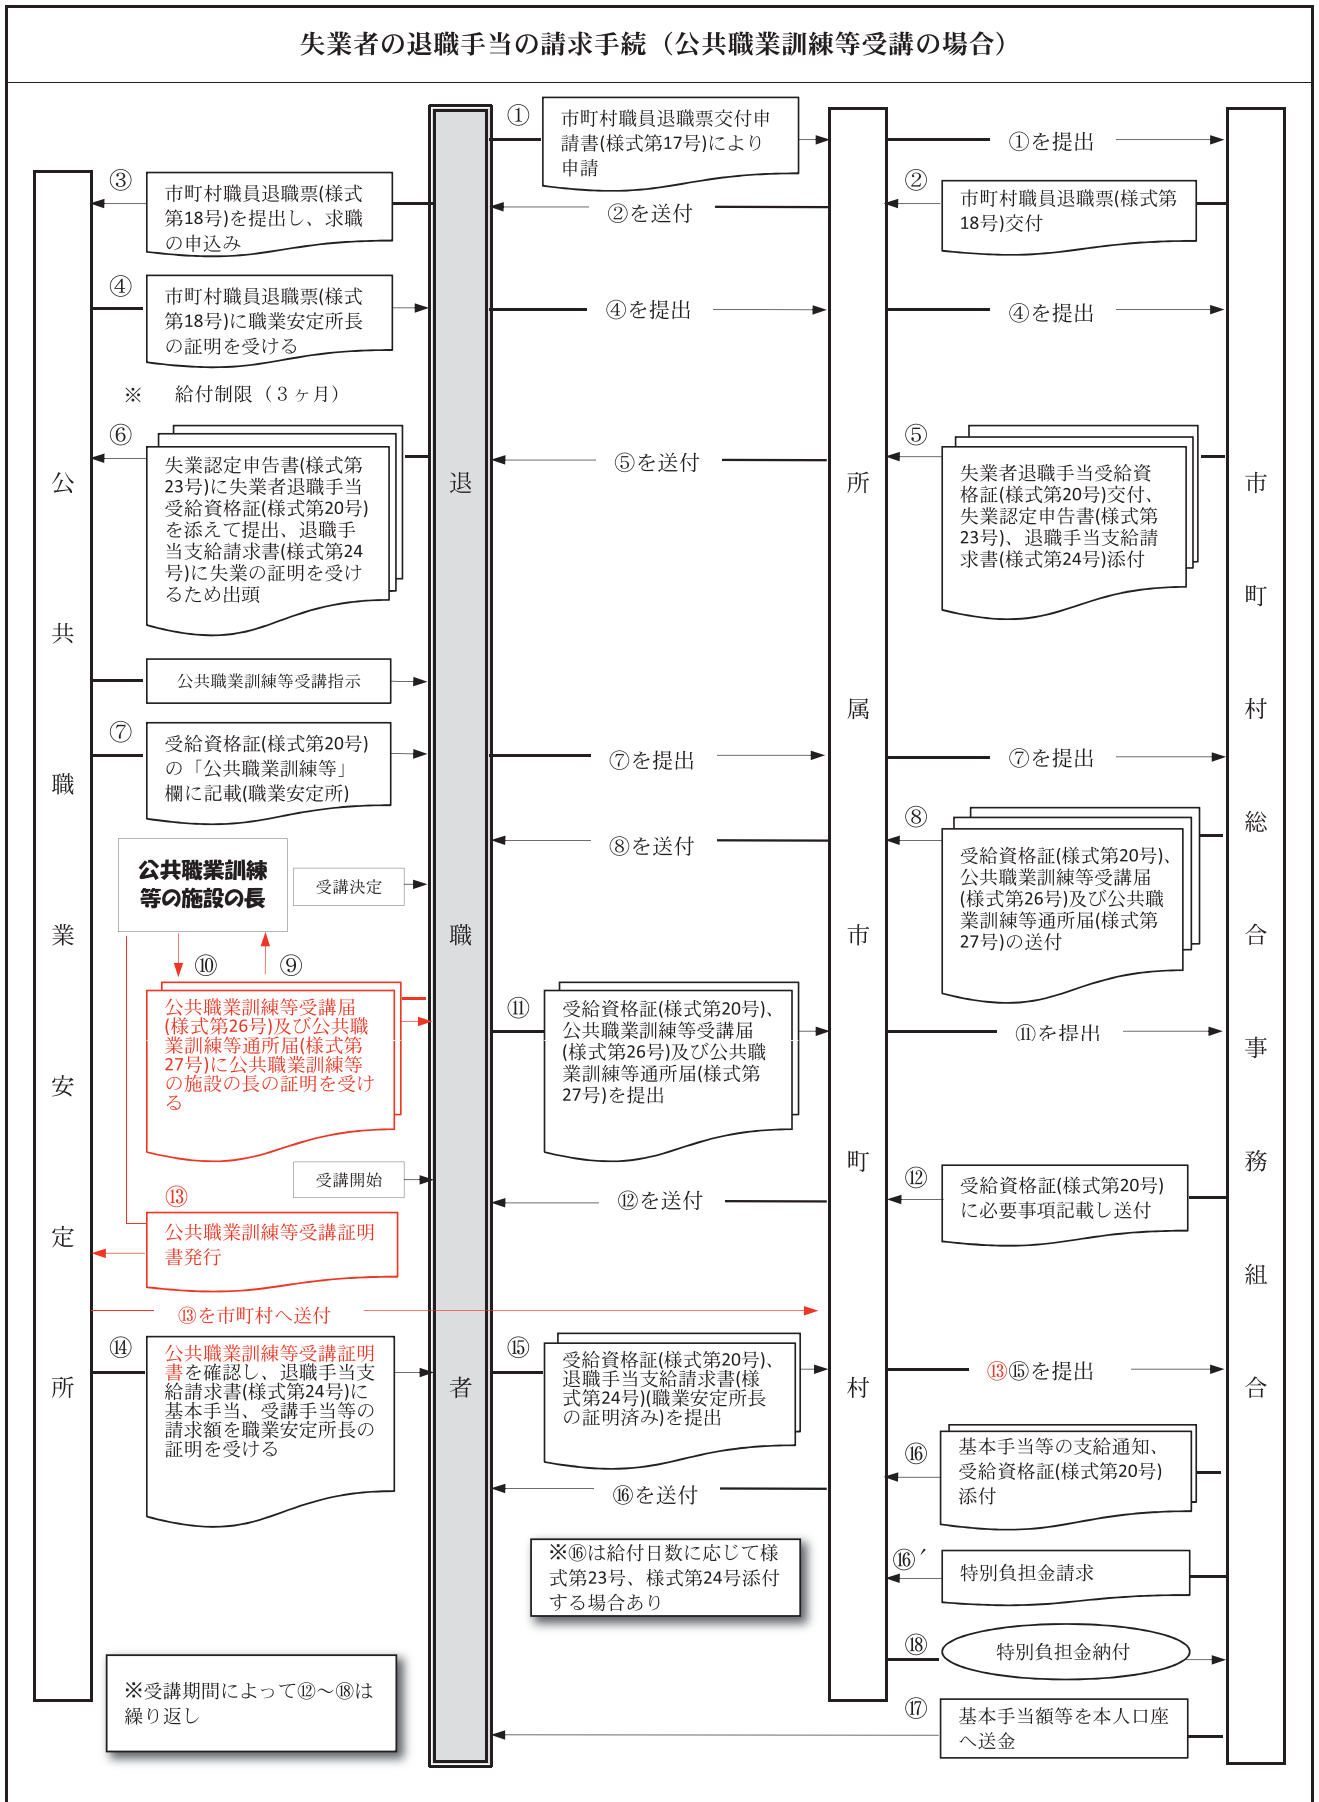 失業者の退職手当の請求手続（公共職業訓練等受講の場合）
①
市町村職員退職票交付申
請書(様式第17号)により
申請
①を提出
②
市町村職員退職票(様式第
18号)交付
②を送付
③
市町村職員退職票(様式
第18号)を提出し、求職
の申込み
④
市町村職員退職票(様式
第18号)に職業安定所長
の証明を受ける
④を提出
④を提出
※　給付制限（３ヶ月）
⑤
失業者退職手当受給資
格証(様式第20号)交付、
失業認定申告書(様式第
23号)、退職手当支給請
求書(様式第24号)添付
⑤を送付
⑥
失業認定申告書(様式第
23号)に失業者退職手当
受給資格証(様式第20号)
を添えて提出、退職手
当支給請求書(様式第24
号)に失業の証明を受け
るため出頭
公共職業訓練等受講指示
⑦
受給資格証(様式第20号)
の「公共職業訓練等」
欄に記載(職業安定所)
⑦を提出
⑦を提出
⑧
受給資格証(様式第20号)、
公共職業訓練等受講届
(様式第26号)及び公共職
業訓練等通所届(様式第
27号)の送付
⑧を送付
公共職業訓練
等の施設の長
受講決定
⑩
⑨
公共職業訓練等受講届
(様式第26号)及び公共職
業訓練等通所届(様式第
27号)に公共職業訓練等
の施設の長の証明を受け
る
⑪
受給資格証(様式第20号)、
公共職業訓練等受講届
(様式第26号)及び公共職
業訓練等通所届(様式第
27号)を提出
⑪を提出
受講開始
⑫
受給資格証(様式第20号)
に必要事項記載し送付
⑫を送付
⑬
公共職業訓練等受講証明
書発行
⑬を市町村へ送付
⑭
公共職業訓練等受講証明
書を確認し、退職手当支
給請求書(様式第24号)に
基本手当、受講手当等の
請求額を職業安定所長の
証明を受ける
⑮
受給資格証(様式第20号)、
退職手当支給請求書(様
式第24号)(職業安定所長
の証明済み)を提出
⑬⑮を提出
⑯
基本手当等の支給通知、
受給資格証(様式第20号)
添付
⑯を送付
※⑯は給付日数に応じて様
式第23号、様式第24号添付
する場合あり
⑯′
特別負担金請求
⑱
特別負担金納付
⑰
基本手当額等を本人口座
へ送金
※受講期間によって⑫～⑱は
繰り返し
公共職業安定所
退職者
所属市町村
市町村総合事務組合